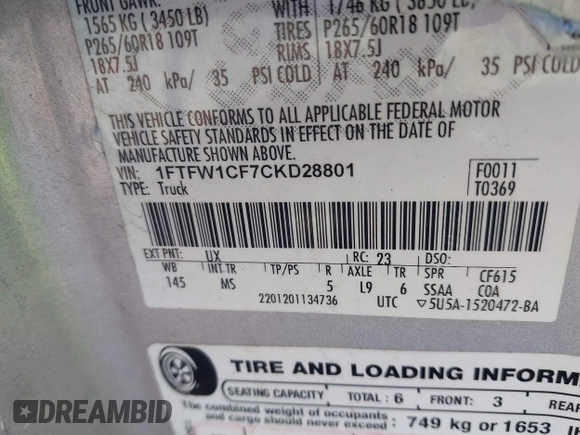 FRONT GAWR:
WITH 1746 KG ( 3850 LB)
1565 KG ( 3450 LB)
P265/60R18 109T TIRES P265/60R18 109T
18X7.5J RIMS 18X7.5J
AT 240 kPa/ 35 PSI COLD AT 240 kPa/ 35 PSI COLD
THIS VEHICLE CONFORMS TO ALL APPLICABLE FEDERAL MOTOR
VEHICLE SAFETY STANDARDS IN EFFECT ON THE DATE OF
MANUFACTURE SHOWN ABOVE.
VIN: 1FTFW1CF7CKD28801 F0011
TYPE: Truck T0369
EXT PNT: UX RC: 23 DSO:
WB INT TR TP/PS R AXLE TR SPR CF615
145 MS 5 L9 6 SSAA COA
2201201134736 UTC ▽5U5A-1520472-BA
TIRE AND LOADING INFORM
SEATING CAPACITY TOTAL: 6 FRONT: 3 REAR
The combined weight of occupants
and cargo should never exceed: 749 kg or 1653 lb
DREAMBID